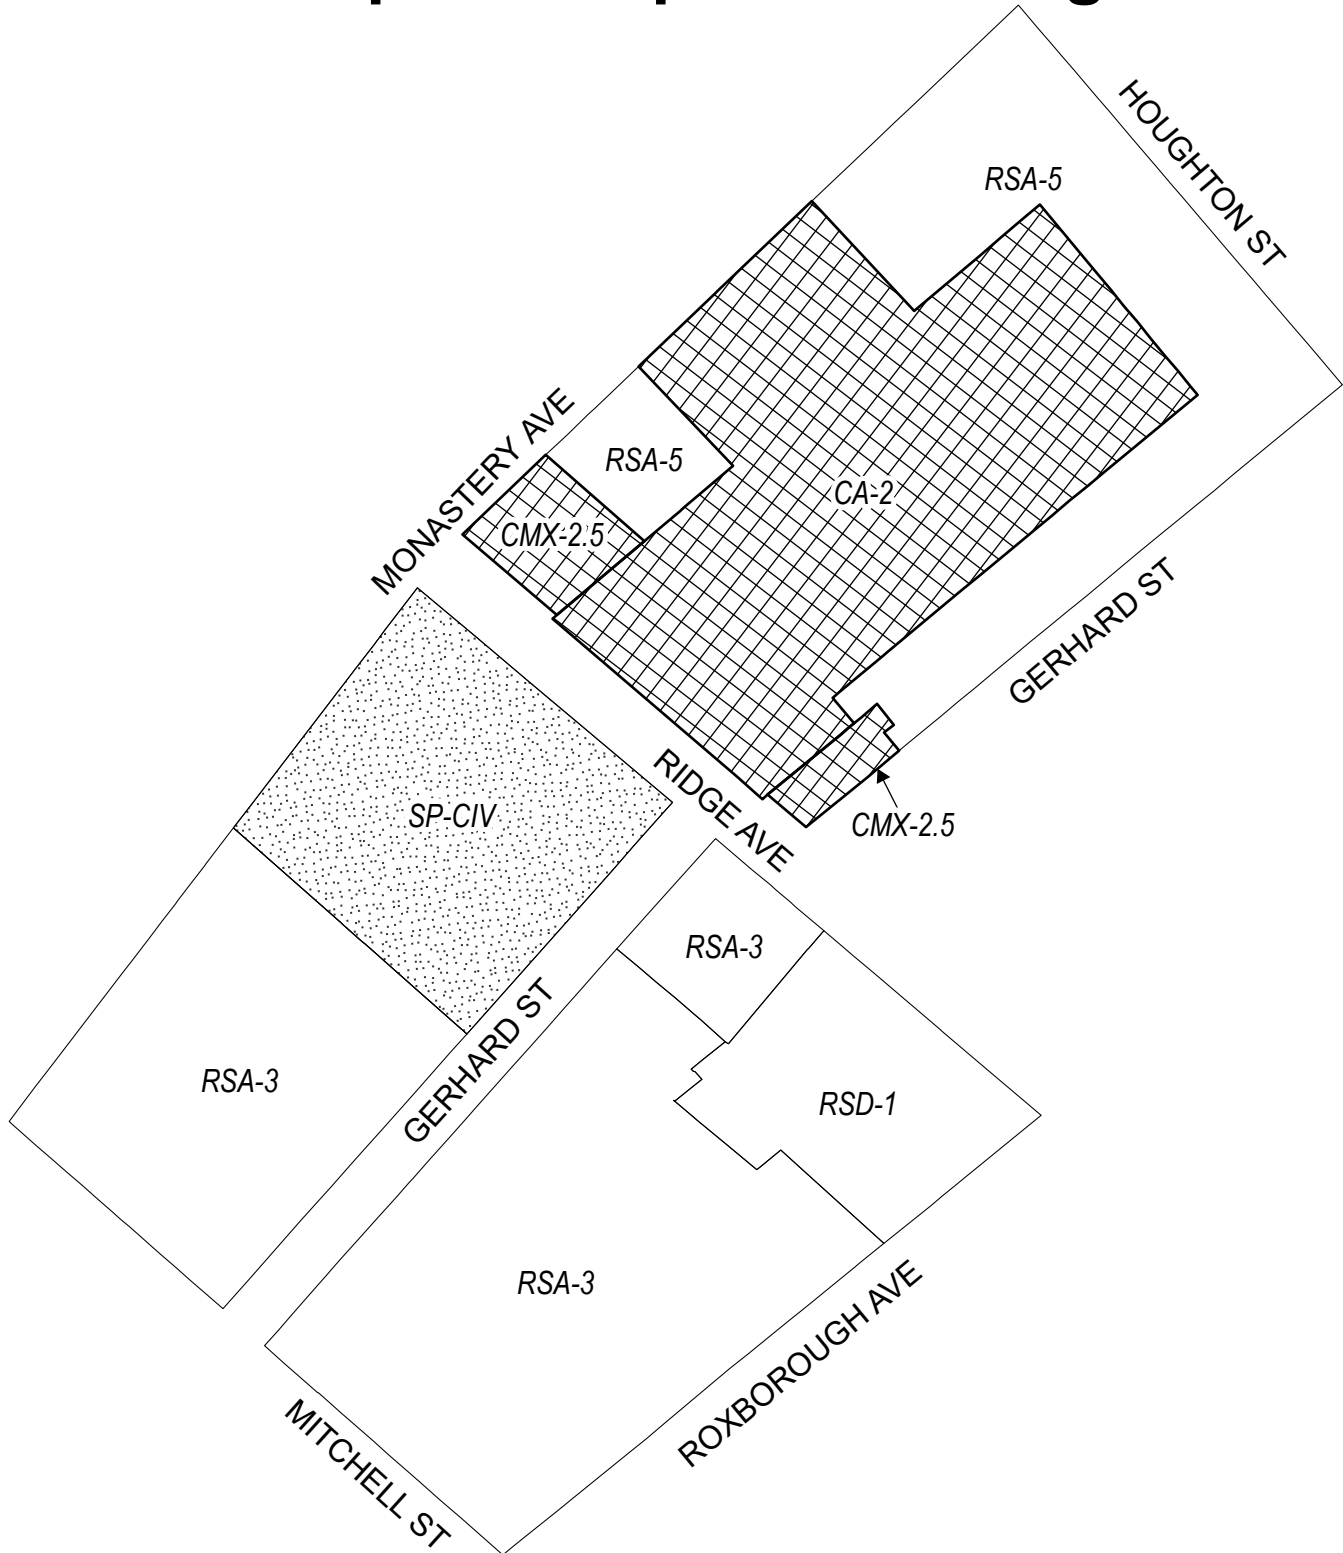 HOUGHTON ST
RSA-5
MONASTERY AVE
RSA-5
CA-2
CMX-2.5
GERHARD ST
RIDGE AVE
SP-CIV
CMX-2.5
RSA-3
GERHARD ST
RSA-3
RSD-1
RSA-3
ROXBOROUGH AVE
MITCHELL ST